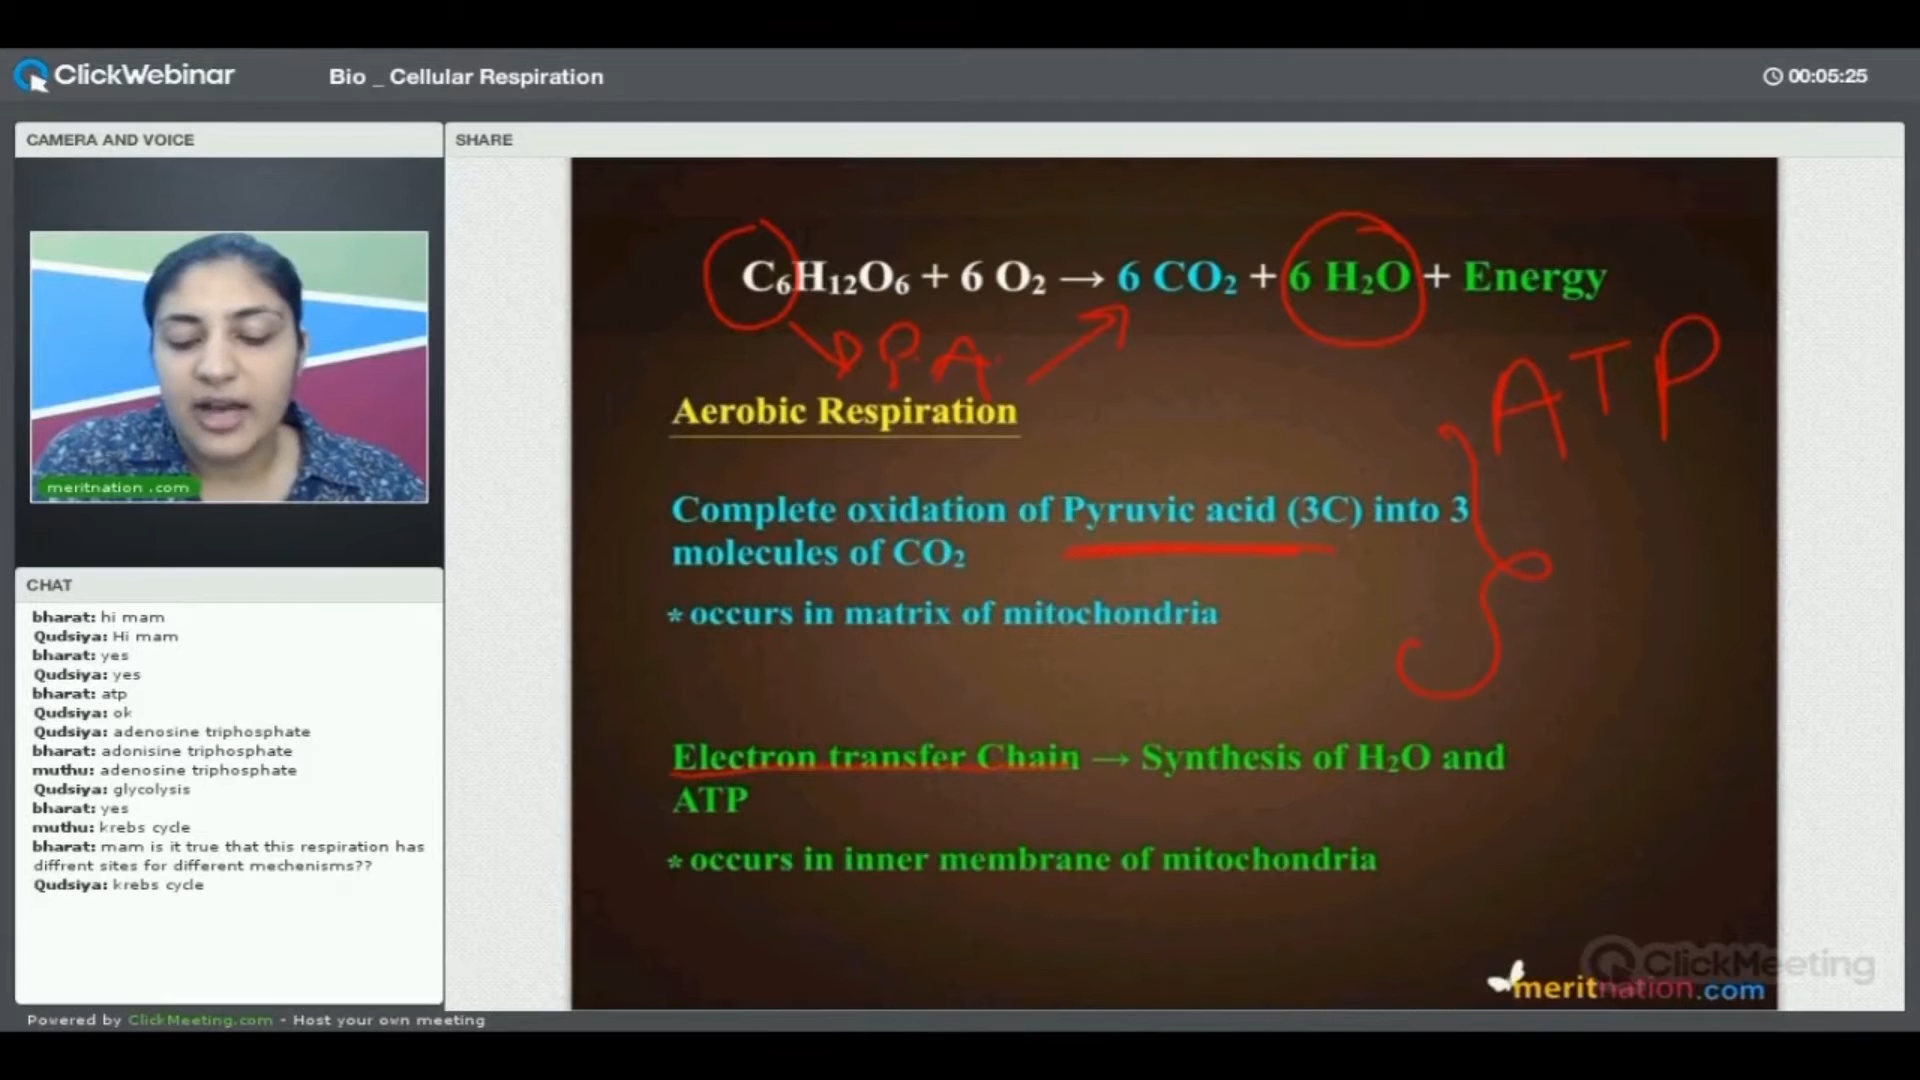 ClickWebinar
Bio _ Cellular Respiration
00:05:25
CAMERA AND VOICE
meritnation .com
CHAT
bharat: hi mam
Qudsiya: Hi mam
bharat: yes
Qudsiya: yes
bharat: atp
Qudsiya: ok
Qudsiya: adenosine triphosphate
bharat: adonisine triphosphate
muthu: adenosine triphosphate
Qudsiya: glycolysis
bharat: yes
muthu: krebs cycle
bharat: mam is it true that this respiration has
diffrent sites for different mechenisms??
Qudsiya: krebs cycle
SHARE
C₆H₁₂O₆ + 6 O₂ → 6 CO₂ + 6 H₂O + Energy
P.A.
ATP
Aerobic Respiration
Complete oxidation of Pyruvic acid (3C) into 3
molecules of CO₂
* occurs in matrix of mitochondria
Electron transfer Chain → Synthesis of H₂O and
ATP
* occurs in inner membrane of mitochondria
ClickMeeting
meritnation.com
Powered by ClickMeeting.com - Host your own meeting